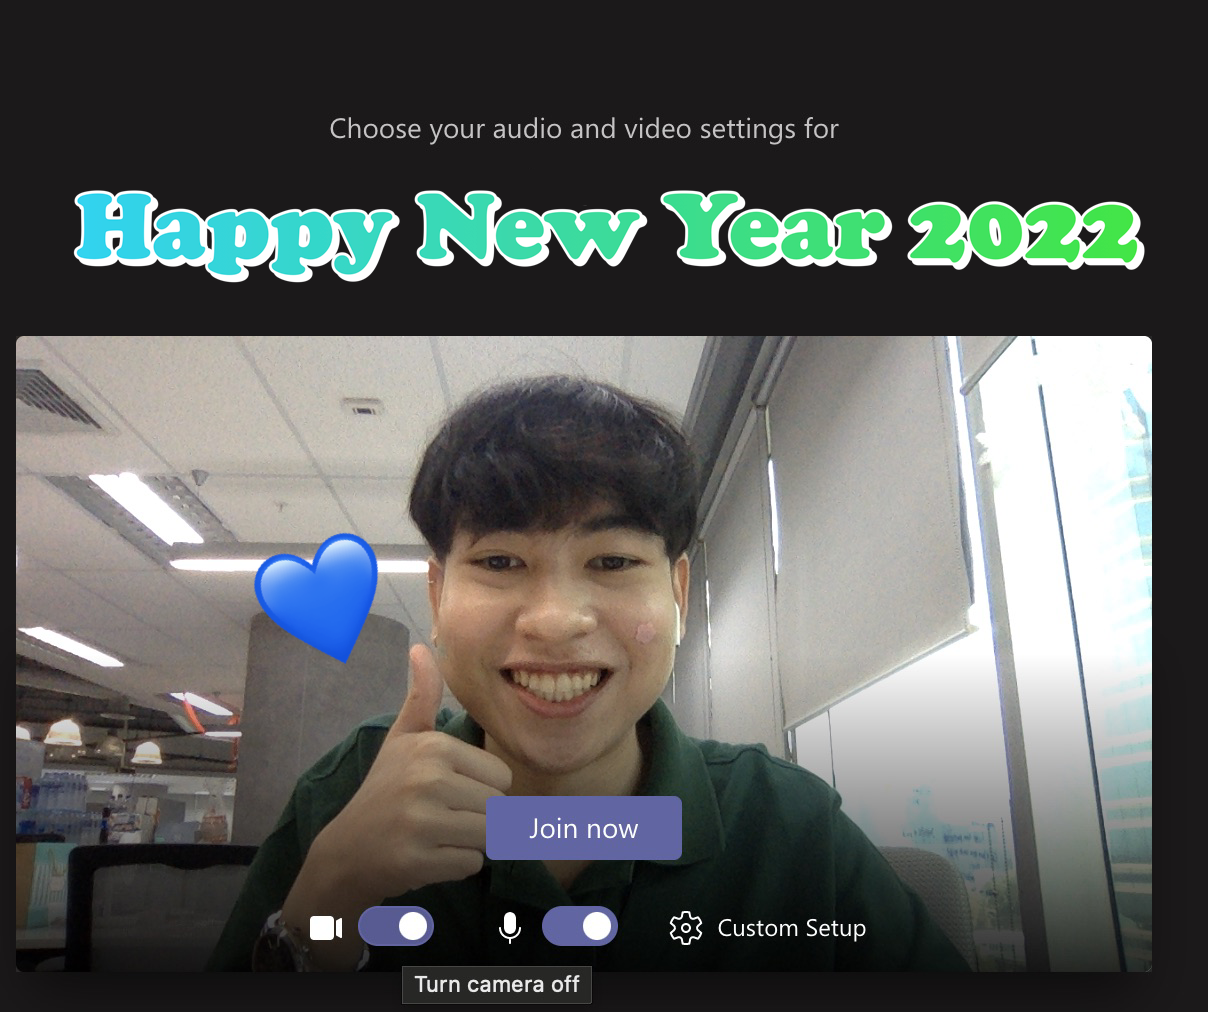 Choose your audio and video settings for
Happy New Year 2022
Join now
Custom Setup
Turn camera off